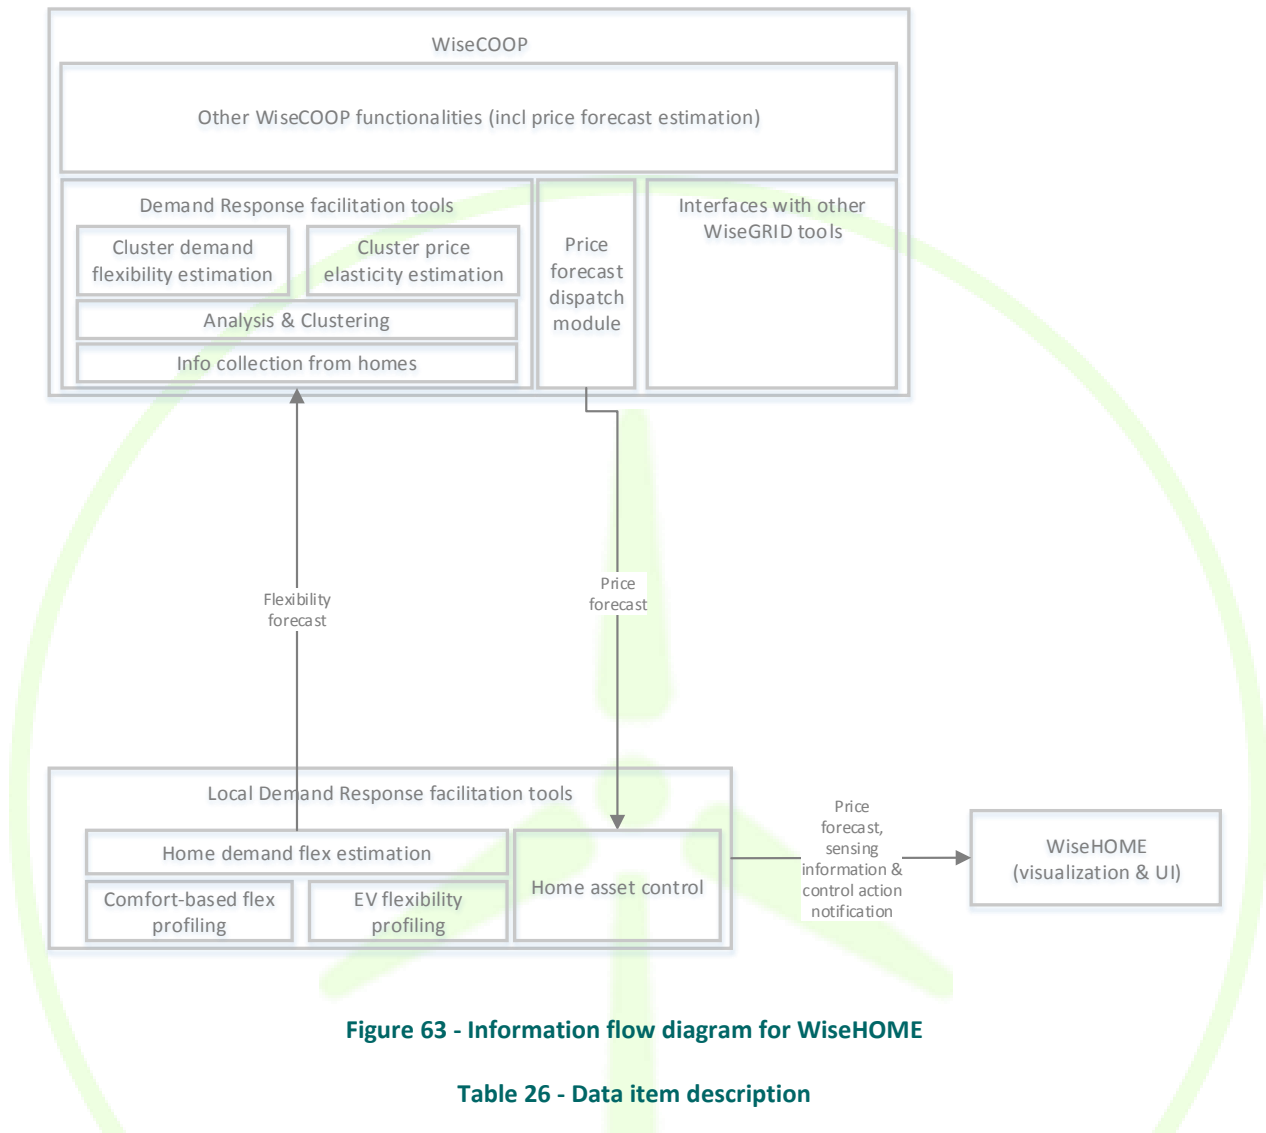 WiseCOOP
Other WiseCOOP functionalities (incl price forecast estimation)
Demand Response facilitation tools
Cluster demand
flexibility estimation
Cluster price
elasticity estimation
Analysis & Clustering
Info collection from homes
Price
forecast
dispatch
module
Interfaces with other
WiseGRID tools
Flexibility
forecast
Price
forecast
Local Demand Response facilitation tools
Home demand flex estimation
Comfort-based flex
profiling
EV flexibility
profiling
Home asset control
Price
forecast,
sensing
information &
control action
notification
WiseHOME
(visualization & UI)
Figure 63 - Information flow diagram for WiseHOME
Table 26 - Data item description